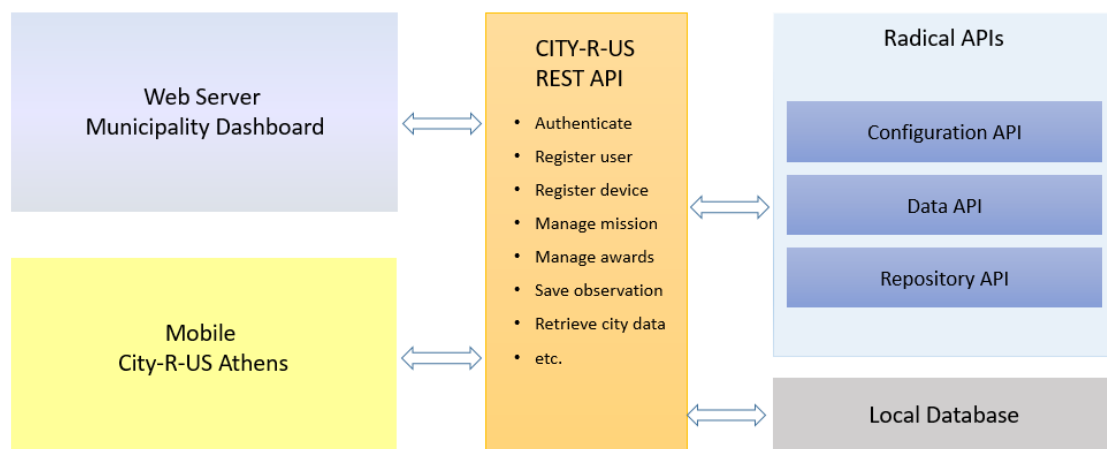 Web Server
Municipality Dashboard
Mobile
City-R-US Athens
CITY-R-US
REST API
• Authenticate
• Register user
• Register device
• Manage mission
• Manage awards
• Save observation
• Retrieve city data
• etc.
Radical APIs
Configuration API
Data API
Repository API
Local Database